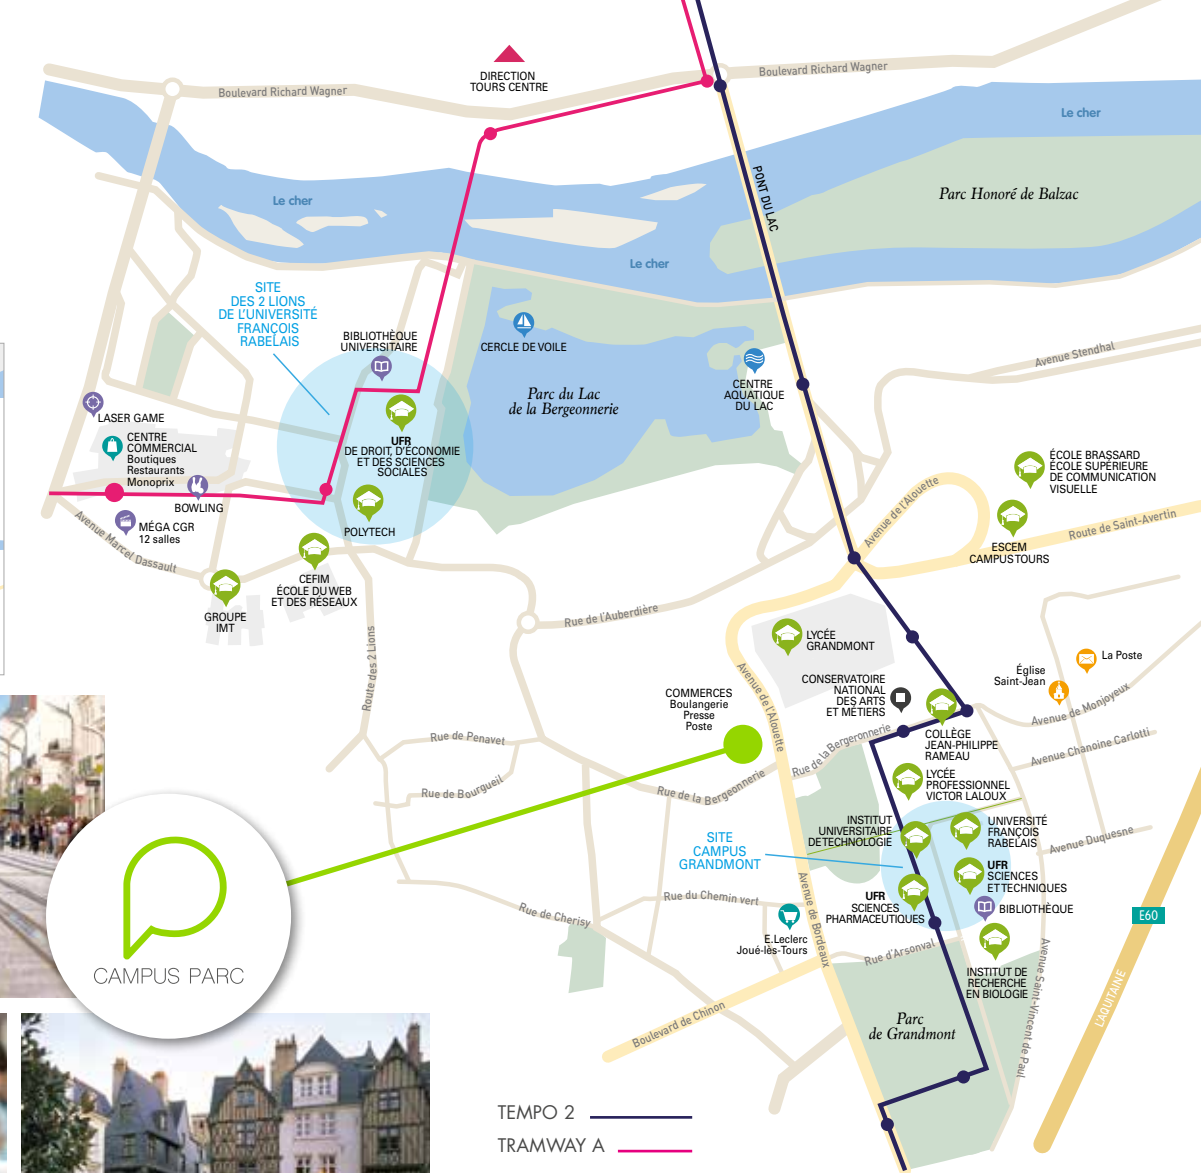 DIRECTION
TOURS CENTRE
Boulevard Richard Wagner
Boulevard Richard Wagner
Le cher
PONT DU LAC
Parc Honoré de Balzac
Le cher
Le cher
SITE
DES 2 LIONS
DE L'UNIVERSITÉ
FRANÇOIS
RABELAIS
BIBLIOTHÈQUE
UNIVERSITAIRE
CERCLE DE VOILE
Parc du Lac
de la Bergeonnerie
CENTRE
AQUATIQUE
DU LAC
Avenue Stendhal
LASER GAME
CENTRE
COMMERCIAL
Boutiques
Restaurants
Monoprix
UFR
DE DROIT, D'ÉCONOMIE
ET DES SCIENCES
SOCIALES
BOWLING
POLYTECH
MÉGA CGR
12 salles
Avenue Marcel Dassault
ÉCOLE BRASSARD
ÉCOLE SUPÉRIEURE
DE COMMUNICATION
VISUELLE
Avenue de l'Alouette
Route de Saint-Avertin
ESCEM
CAMPUS TOURS
CEFIM
ÉCOLE DU WEB
ET DES RÉSEAUX
GROUPE
IMT
Rue de l'Auberdière
Route des 2 Lions
LYCÉE
GRANDMONT
La Poste
Église
Saint-Jean
CONSERVATOIRE
NATIONAL
DES ARTS
ET MÉTIERS
COMMERCES
Boulangerie
Presse
Poste
Avenue de l'Alouette
Avenue de Monjoyeux
Rue de la Bergeronnerie
COLLÈGE
JEAN-PHILIPPE
RAMEAU
Avenue Chanoine Carlotti
Rue de Penavet
Rue de Bourgueil
Rue de la Bergeonnerie
LYCÉE
PROFESSIONNEL
VICTOR LALOUX
SITE
CAMPUS
GRANDMONT
INSTITUT
UNIVERSITAIRE
DE TECHNOLOGIE
UNIVERSITÉ
FRANÇOIS
RABELAIS
Avenue Duquesne
UFR
SCIENCES
ET TECHNIQUES
UFR
SCIENCES
PHARMACEUTIQUES
BIBLIOTHÈQUE
Rue du Chemin vert
Rue de Cherisy
Avenue de Bordeaux
E.Leclerc
Joué-lès-Tours
Rue d'Arsonval
E60
INSTITUT DE
RECHERCHE
EN BIOLOGIE
Avenue Saint-Vincent de Paul
L'AQUITAINE
CAMPUS PARC
Boulevard de Chinon
Parc
de Grandmont
TEMPO 2
TRAMWAY A